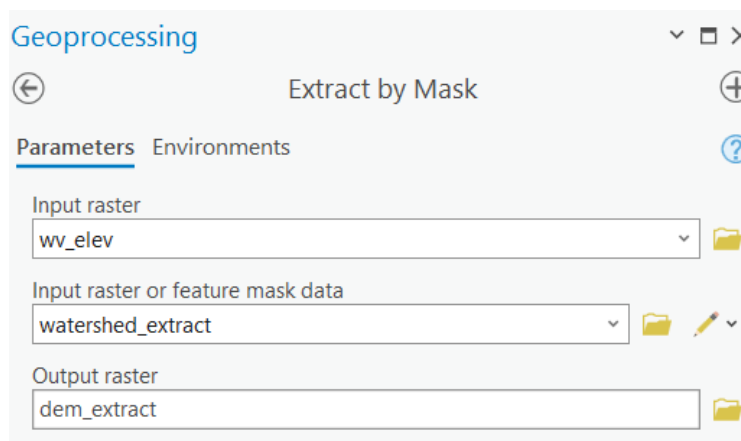 Geoprocessing
Extract by Mask
Parameters Environments
Input raster
wv_elev
Input raster or feature mask data
watershed_extract
Output raster
dem_extract